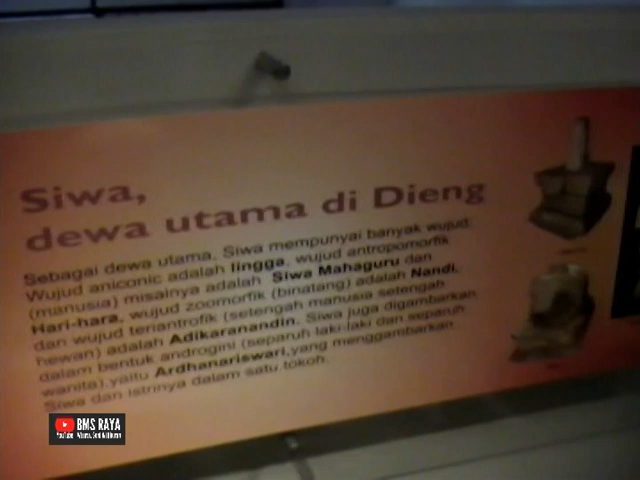 Siwa,
dewa utama di Dieng
Sebagai dewa utama, Siwa mempunyai banyak wujud:
Wujud aniconic adalah lingga, wujud antropomorfik
(manusia) misalnya adalah Siwa Mahaguru dan
Hari-hara, wujud zoomorfik (binatang) adalah Nandi,
dan wujud teriantrofik (setengah manusia setengah
hewan) adalah Adikaranandin. Siwa juga digambarkan
dalam bentuk androgini (separuh laki-laki dan separuh
wanita),yaitu Ardhanariswari,yang menggambarkan
Siwa dan istrinya dalam satu tokoh.
BMS RAYA
YouTube